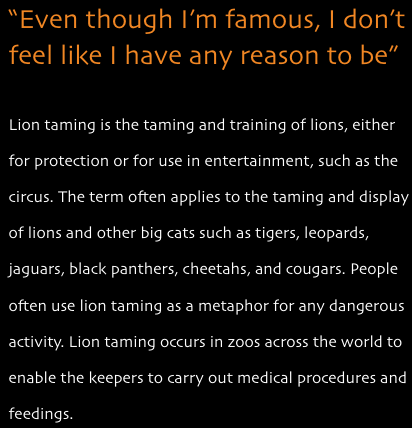 “Even though I’m famous, I don’t
feel like I have any reason to be”
Lion taming is the taming and training of lions, either
for protection or for use in entertainment, such as the
circus. The term often applies to the taming and display
of lions and other big cats such as tigers, leopards,
jaguars, black panthers, cheetahs, and cougars. People
often use lion taming as a metaphor for any dangerous
activity. Lion taming occurs in zoos across the world to
enable the keepers to carry out medical procedures and
feedings.